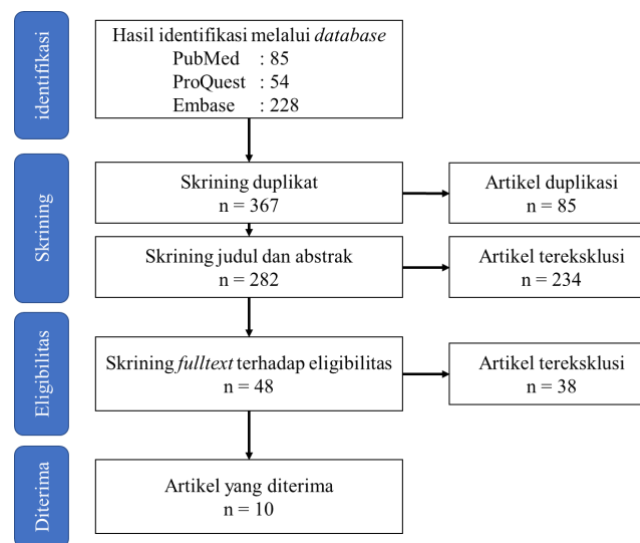 identifikasi
Hasil identifikasi melalui database
PubMed : 85
ProQuest : 54
Embase : 228
Skrining
Skrining duplikat
n = 367
Artikel duplikasi
n = 85
Skrining judul dan abstrak
n = 282
Artikel tereksklusi
n = 234
Eligibilitas
Skrining fulltext terhadap eligibilitas
n = 48
Artikel tereksklusi
n = 38
Diterima
Artikel yang diterima
n = 10